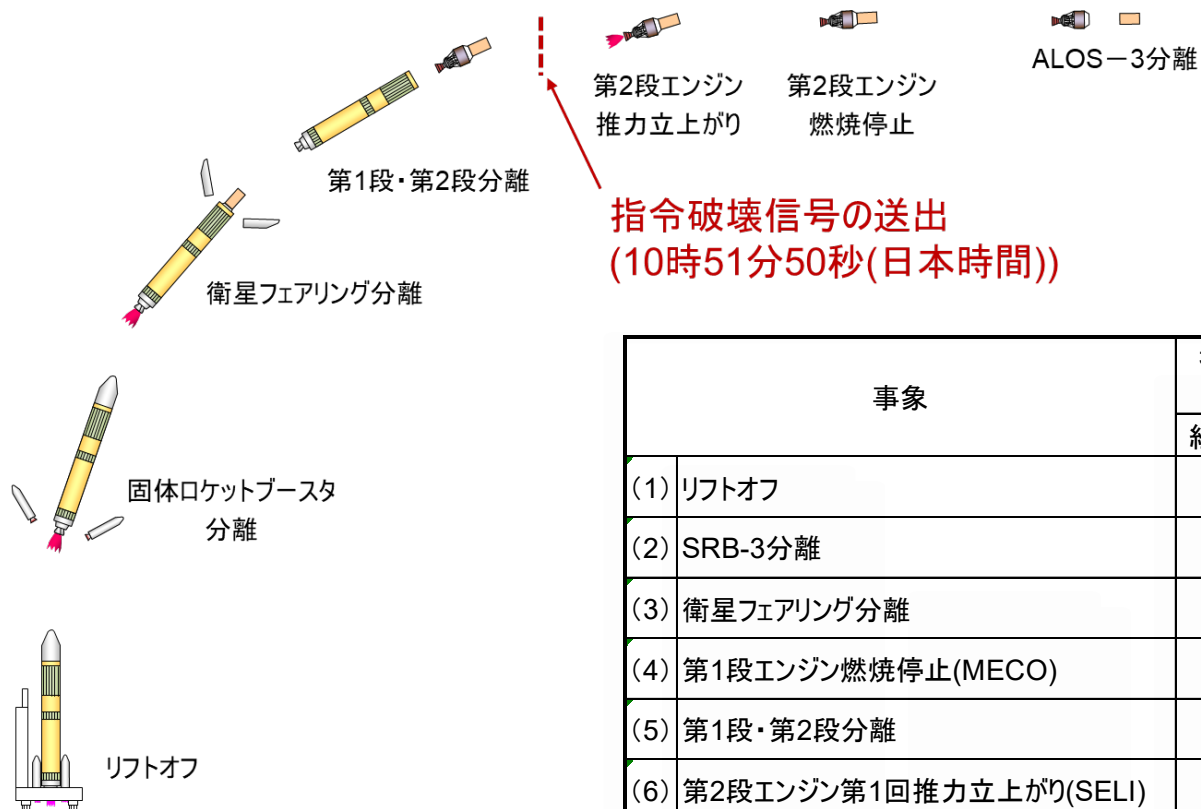 第2段エンジン
推力立上がり
第2段エンジン
燃焼停止
ALOS－3分離
第1段・第2段分離
指令破壊信号の送出
(10時51分50秒(日本時間))
衛星フェアリング分離
固体ロケットブースタ
分離
リフトオフ
事象
(1) リフトオフ
(2) SRB-3分離
(3) 衛星フェアリング分離
(4) 第1段エンジン燃焼停止(MECO)
(5) 第1段・第2段分離
(6) 第2段エンジン第1回推力立上がり(SELI)